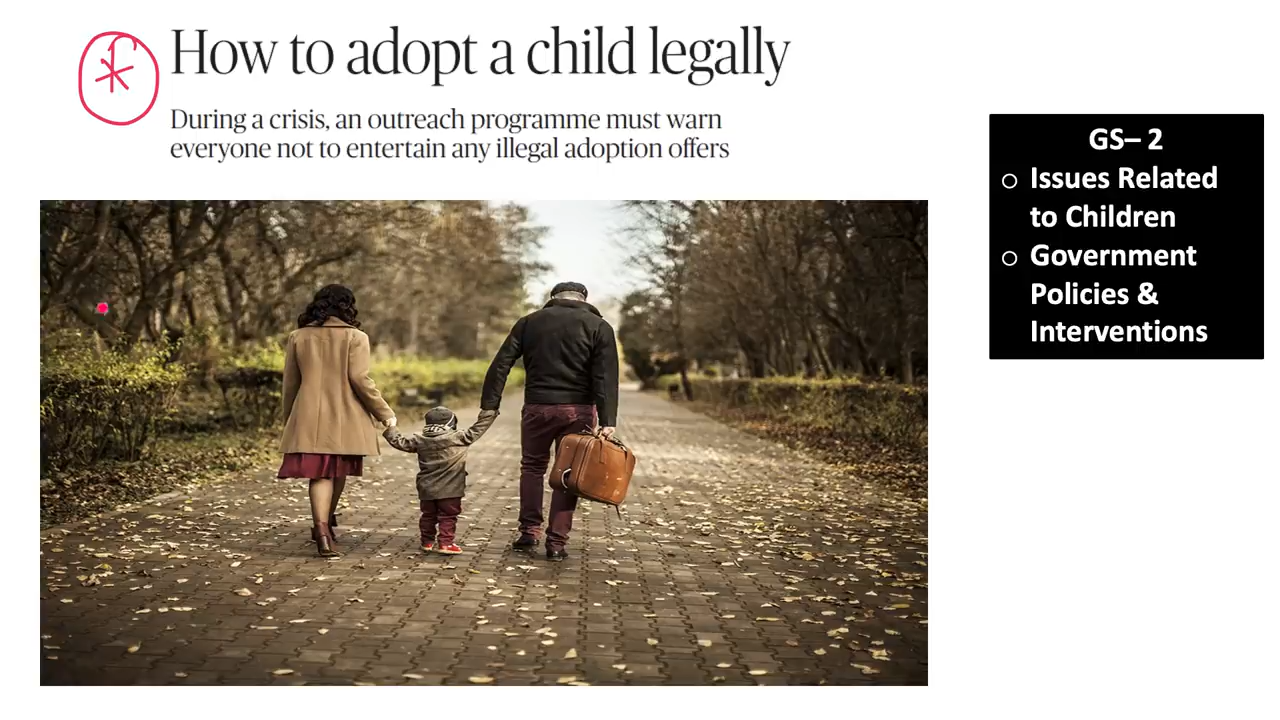 How to adopt a child legally
During a crisis, an outreach programme must warn
everyone not to entertain any illegal adoption offers
GS– 2
○ Issues Related
to Children
○ Government
Policies &
Interventions